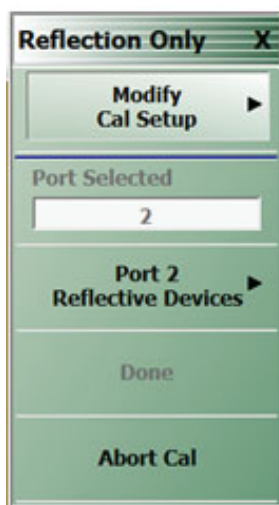 Reflection Only X
Modify
Cal Setup
Port Selected
2
Port 2
Reflective Devices
Done
Abort Cal